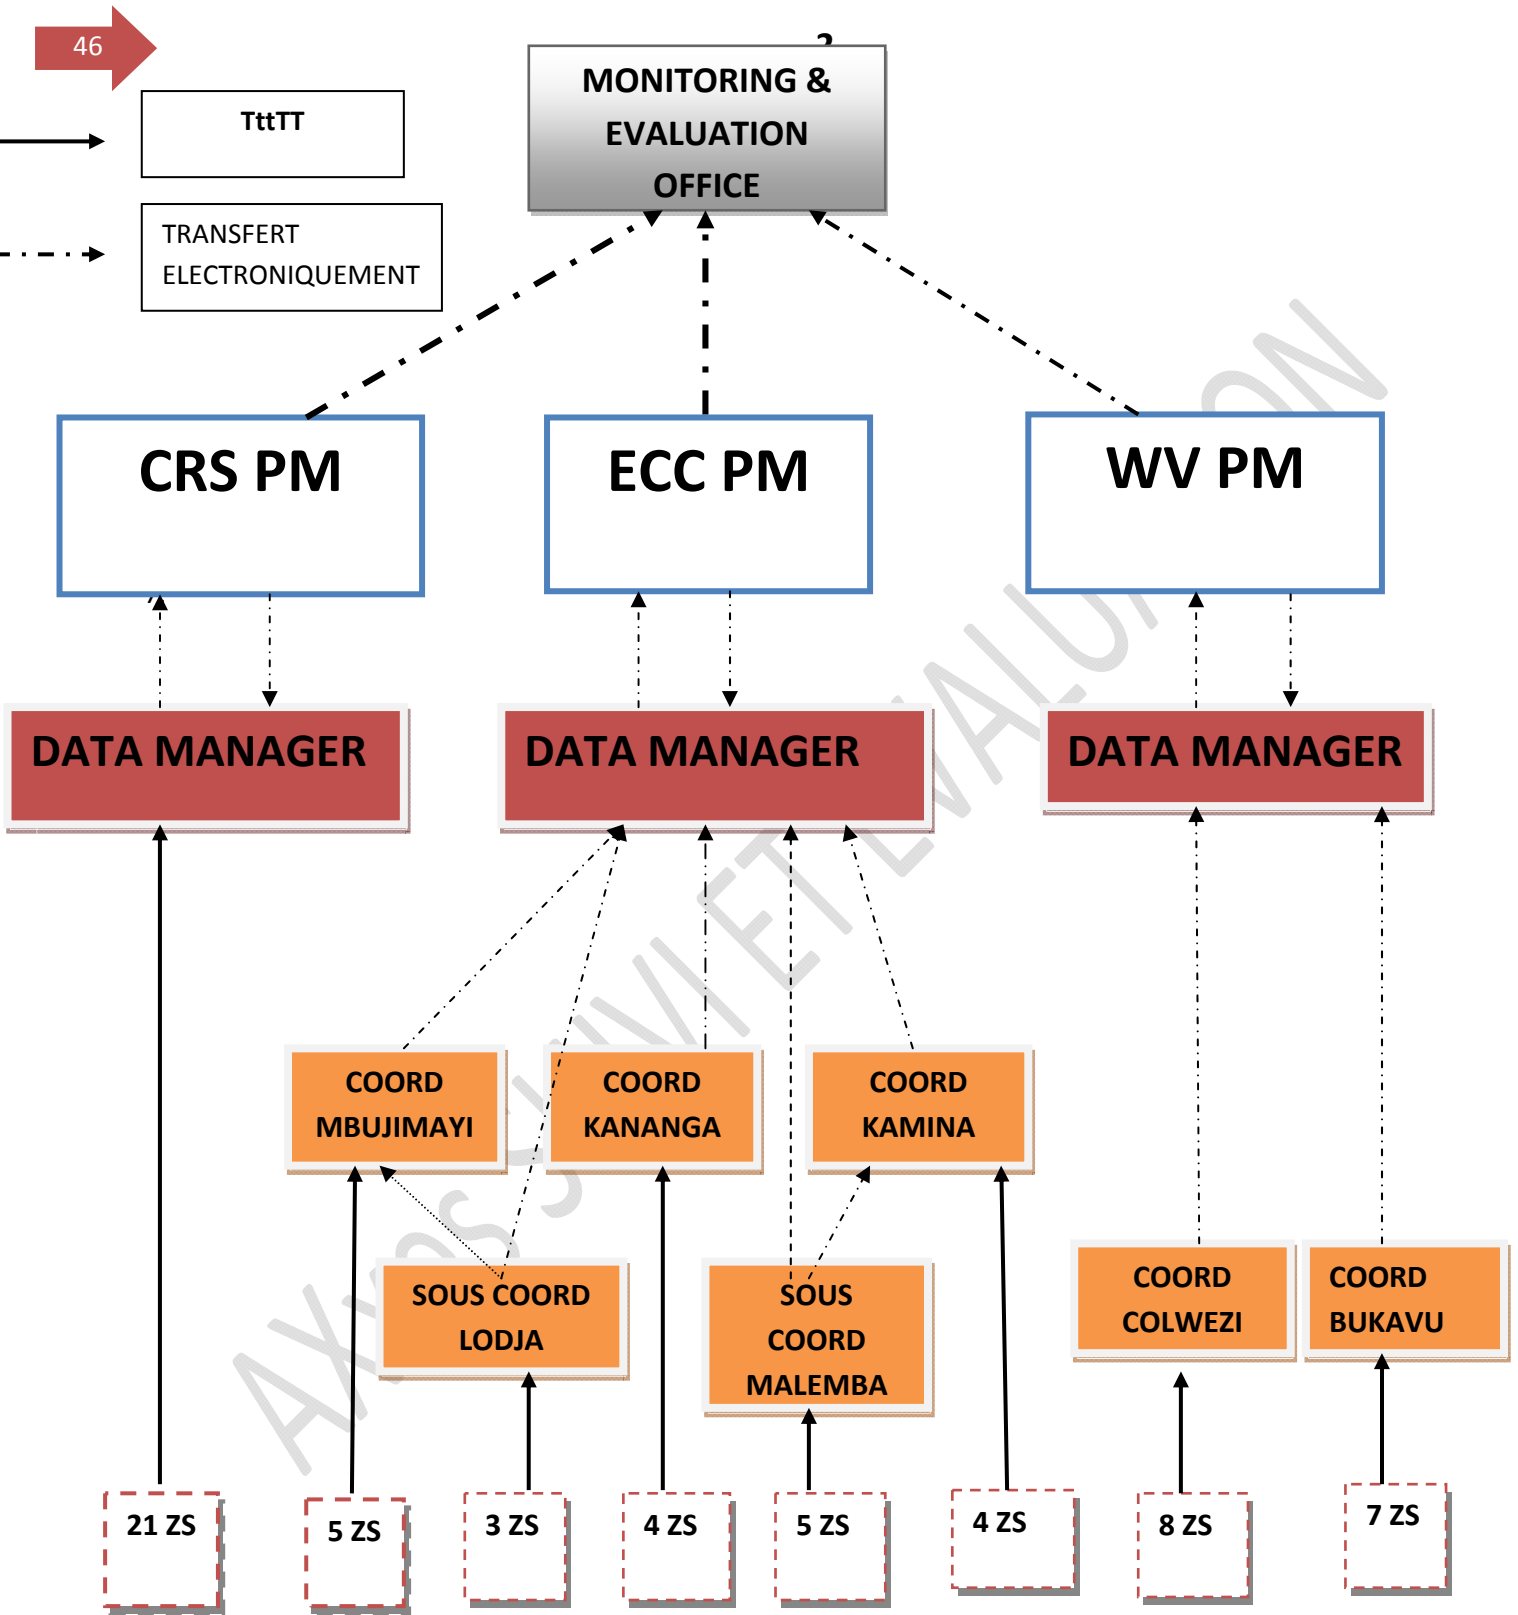 46
MONITORING &
EVALUATION
OFFICE
TttTT
TRANSFERT
ELECTRONIQUEMENT
CRS PM
ECC PM
WV PM
DATA MANAGER
DATA MANAGER
DATA MANAGER
COORD
MBUJIMAYI
COORD
KANANGA
COORD
KAMINA
SOUS COORD
LODJA
SOUS
COORD
MALEMBA
COORD
COLWEZI
COORD
BUKAVU
21 ZS
5 ZS
3 ZS
4 ZS
5 ZS
4 ZS
8 ZS
7 ZS